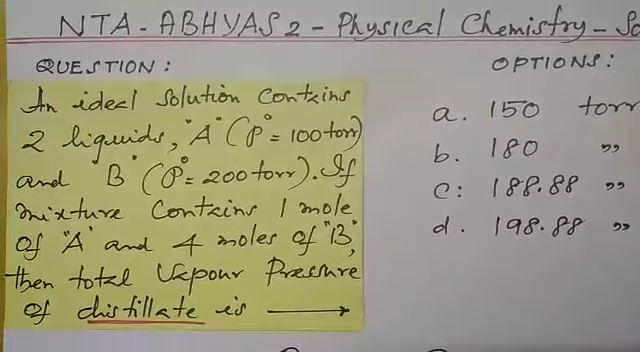 NTA - ABHYAS 2 - Physical Chemistry - So
QUESTION:
An ideal Solution Contains
2 liquids, "A" (P° = 100 torr)
and "B" (P° = 200 torr). If
mixture Contains 1 mole
of "A" and 4 moles of "B",
then total Vapour Pressure
of distillate is →
OPTIONS:
a. 150 torr
b. 180 "
c: 188.88 "
d. 198.88 "